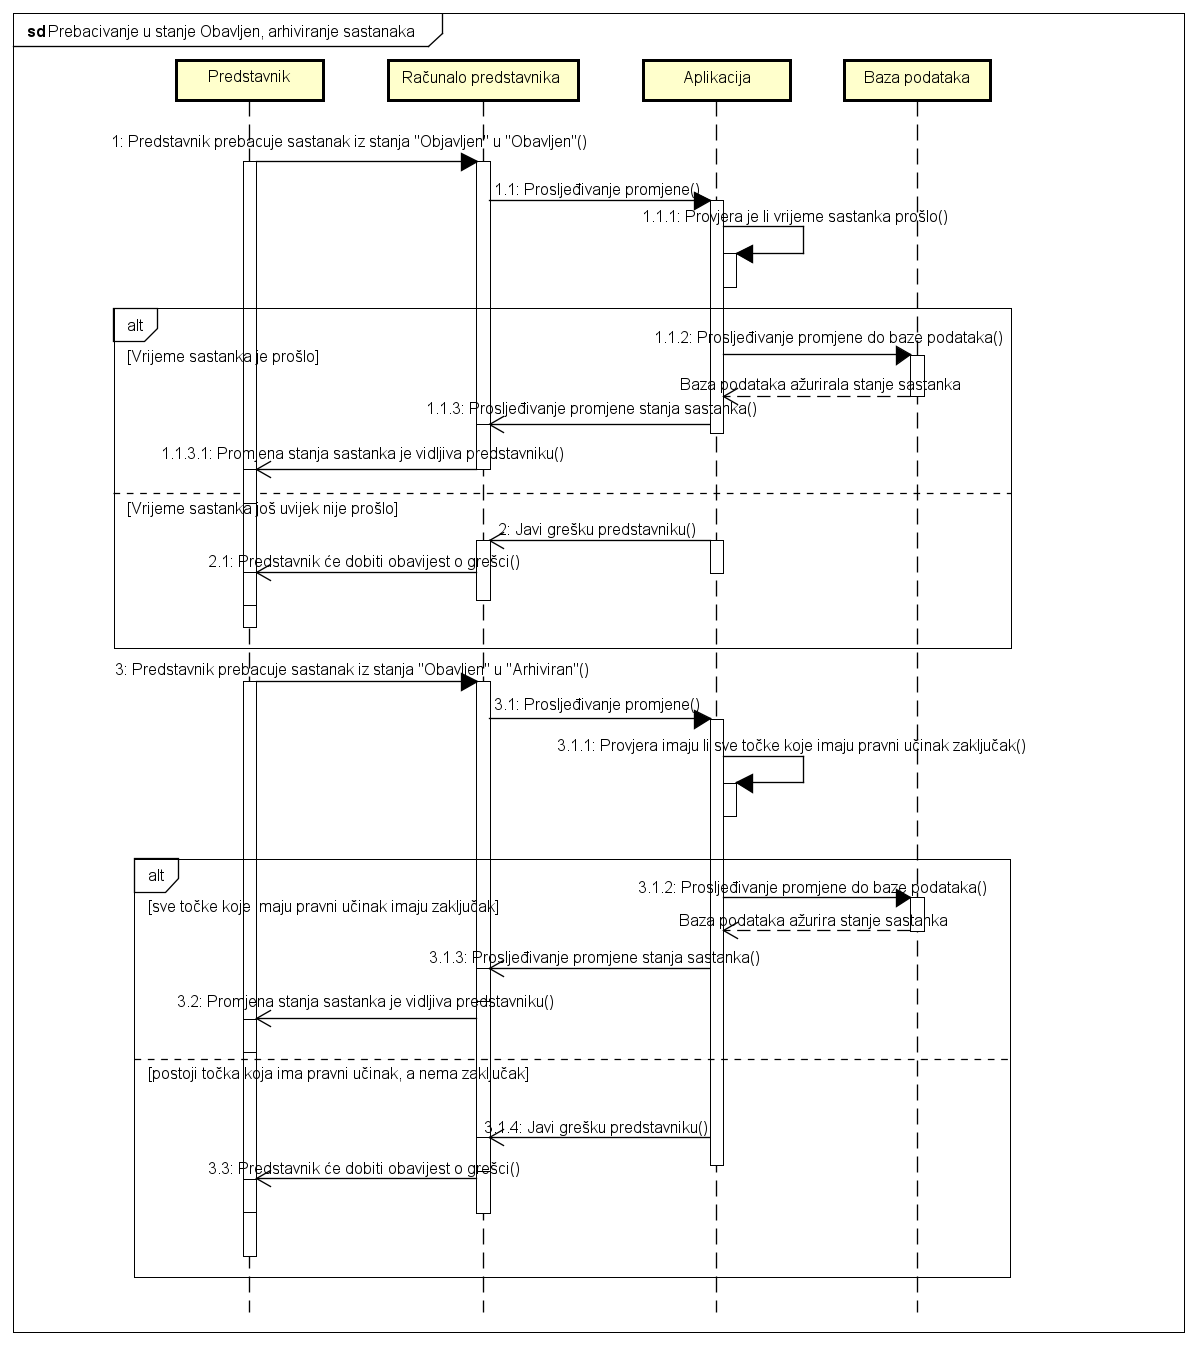 sd Prebacivanje u stanje Obavljen, arhiviranje sastanaka
Predstavnik
Računalo predstavnika
Aplikacija
Baza podataka
1: Predstavnik prebacuje sastanak iz stanja "Objavljen" u "Obavljen"()
1.1: Prosljeđivanje promjene()
1.1.1: Provjera je li vrijeme sastanka prošlo()
alt
1.1.2: Prosljeđivanje promjene do baze podataka()
[Vrijeme sastanka je prošlo]
Baza podataka ažurirala stanje sastanka
1.1.3: Prosljeđivanje promjene stanja sastanka()
1.1.3.1: Promjena stanja sastanka je vidljiva predstavniku()
[Vrijeme sastanka još uvijek nije prošlo]
2: Javi grešku predstavniku()
2.1: Predstavnik će dobiti obavijest o grešci()
3: Predstavnik prebacuje sastanak iz stanja "Obavljen" u "Arhiviran"()
3.1: Prosljeđivanje promjene()
3.1.1: Provjera imaju li sve točke koje imaju pravni učinak zaključak()
alt
3.1.2: Prosljeđivanje promjene do baze podataka()
[sve točke koje imaju pravni učinak imaju zaključak]
Baza podataka ažurira stanje sastanka
3.1.3: Prosljeđivanje promjene stanja sastanka()
3.2: Promjena stanja sastanka je vidljiva predstavniku()
[postoji točka koja ima pravni učinak, a nema zaključak]
3.1.4: Javi grešku predstavniku()
3.3: Predstavnik će dobiti obavijest o grešci()